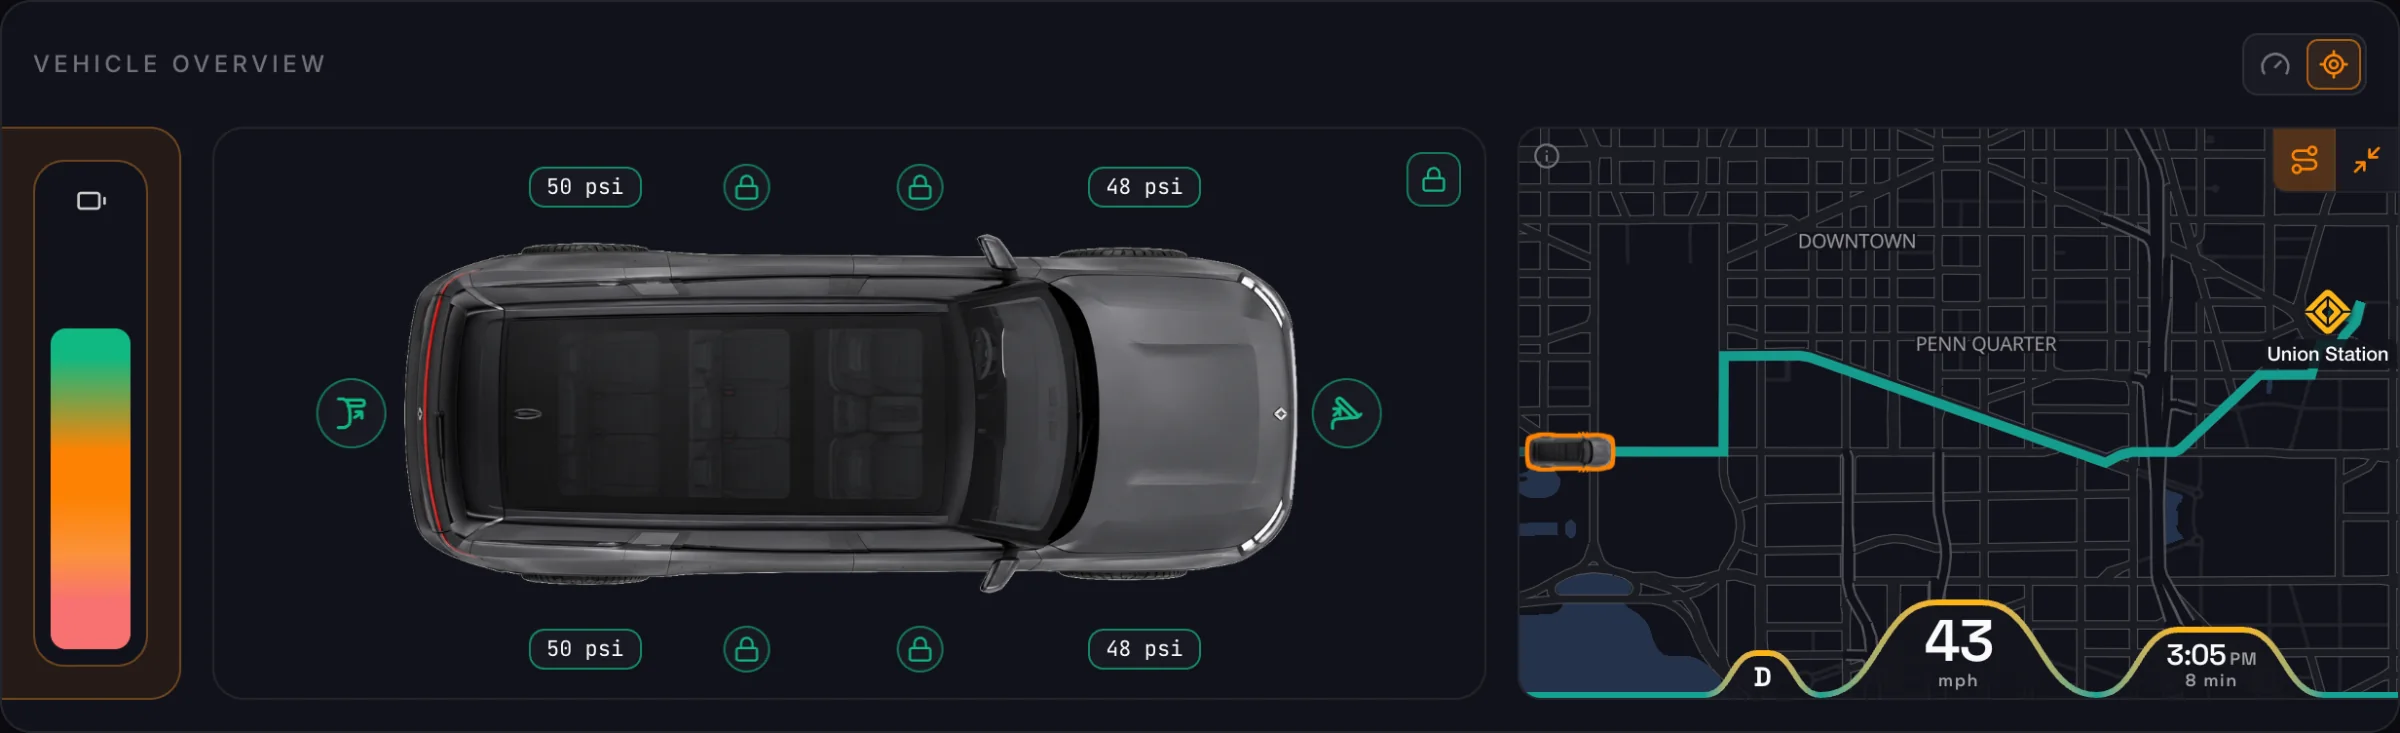 VEHICLE OVERVIEW
50 psi
48 psi
50 psi
48 psi
DOWNTOWN
PENN QUARTER
Union Station
D
43
mph
3:05 PM
8 min